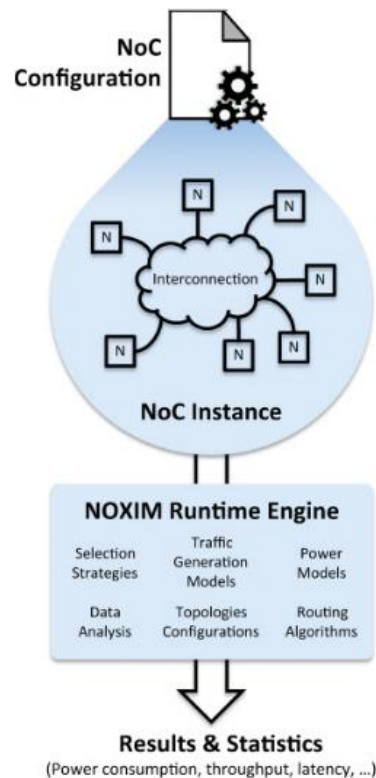 NoC
Configuration
N
N
N
Interconnection
N
N
N
N
NoC Instance
NOXIM Runtime Engine
Selection
Strategies
Traffic
Generation
Models
Power
Models
Data
Analysis
Topologies
Configurations
Routing
Algorithms
Results & Statistics
(Power consumption, throughput, latency, ...)